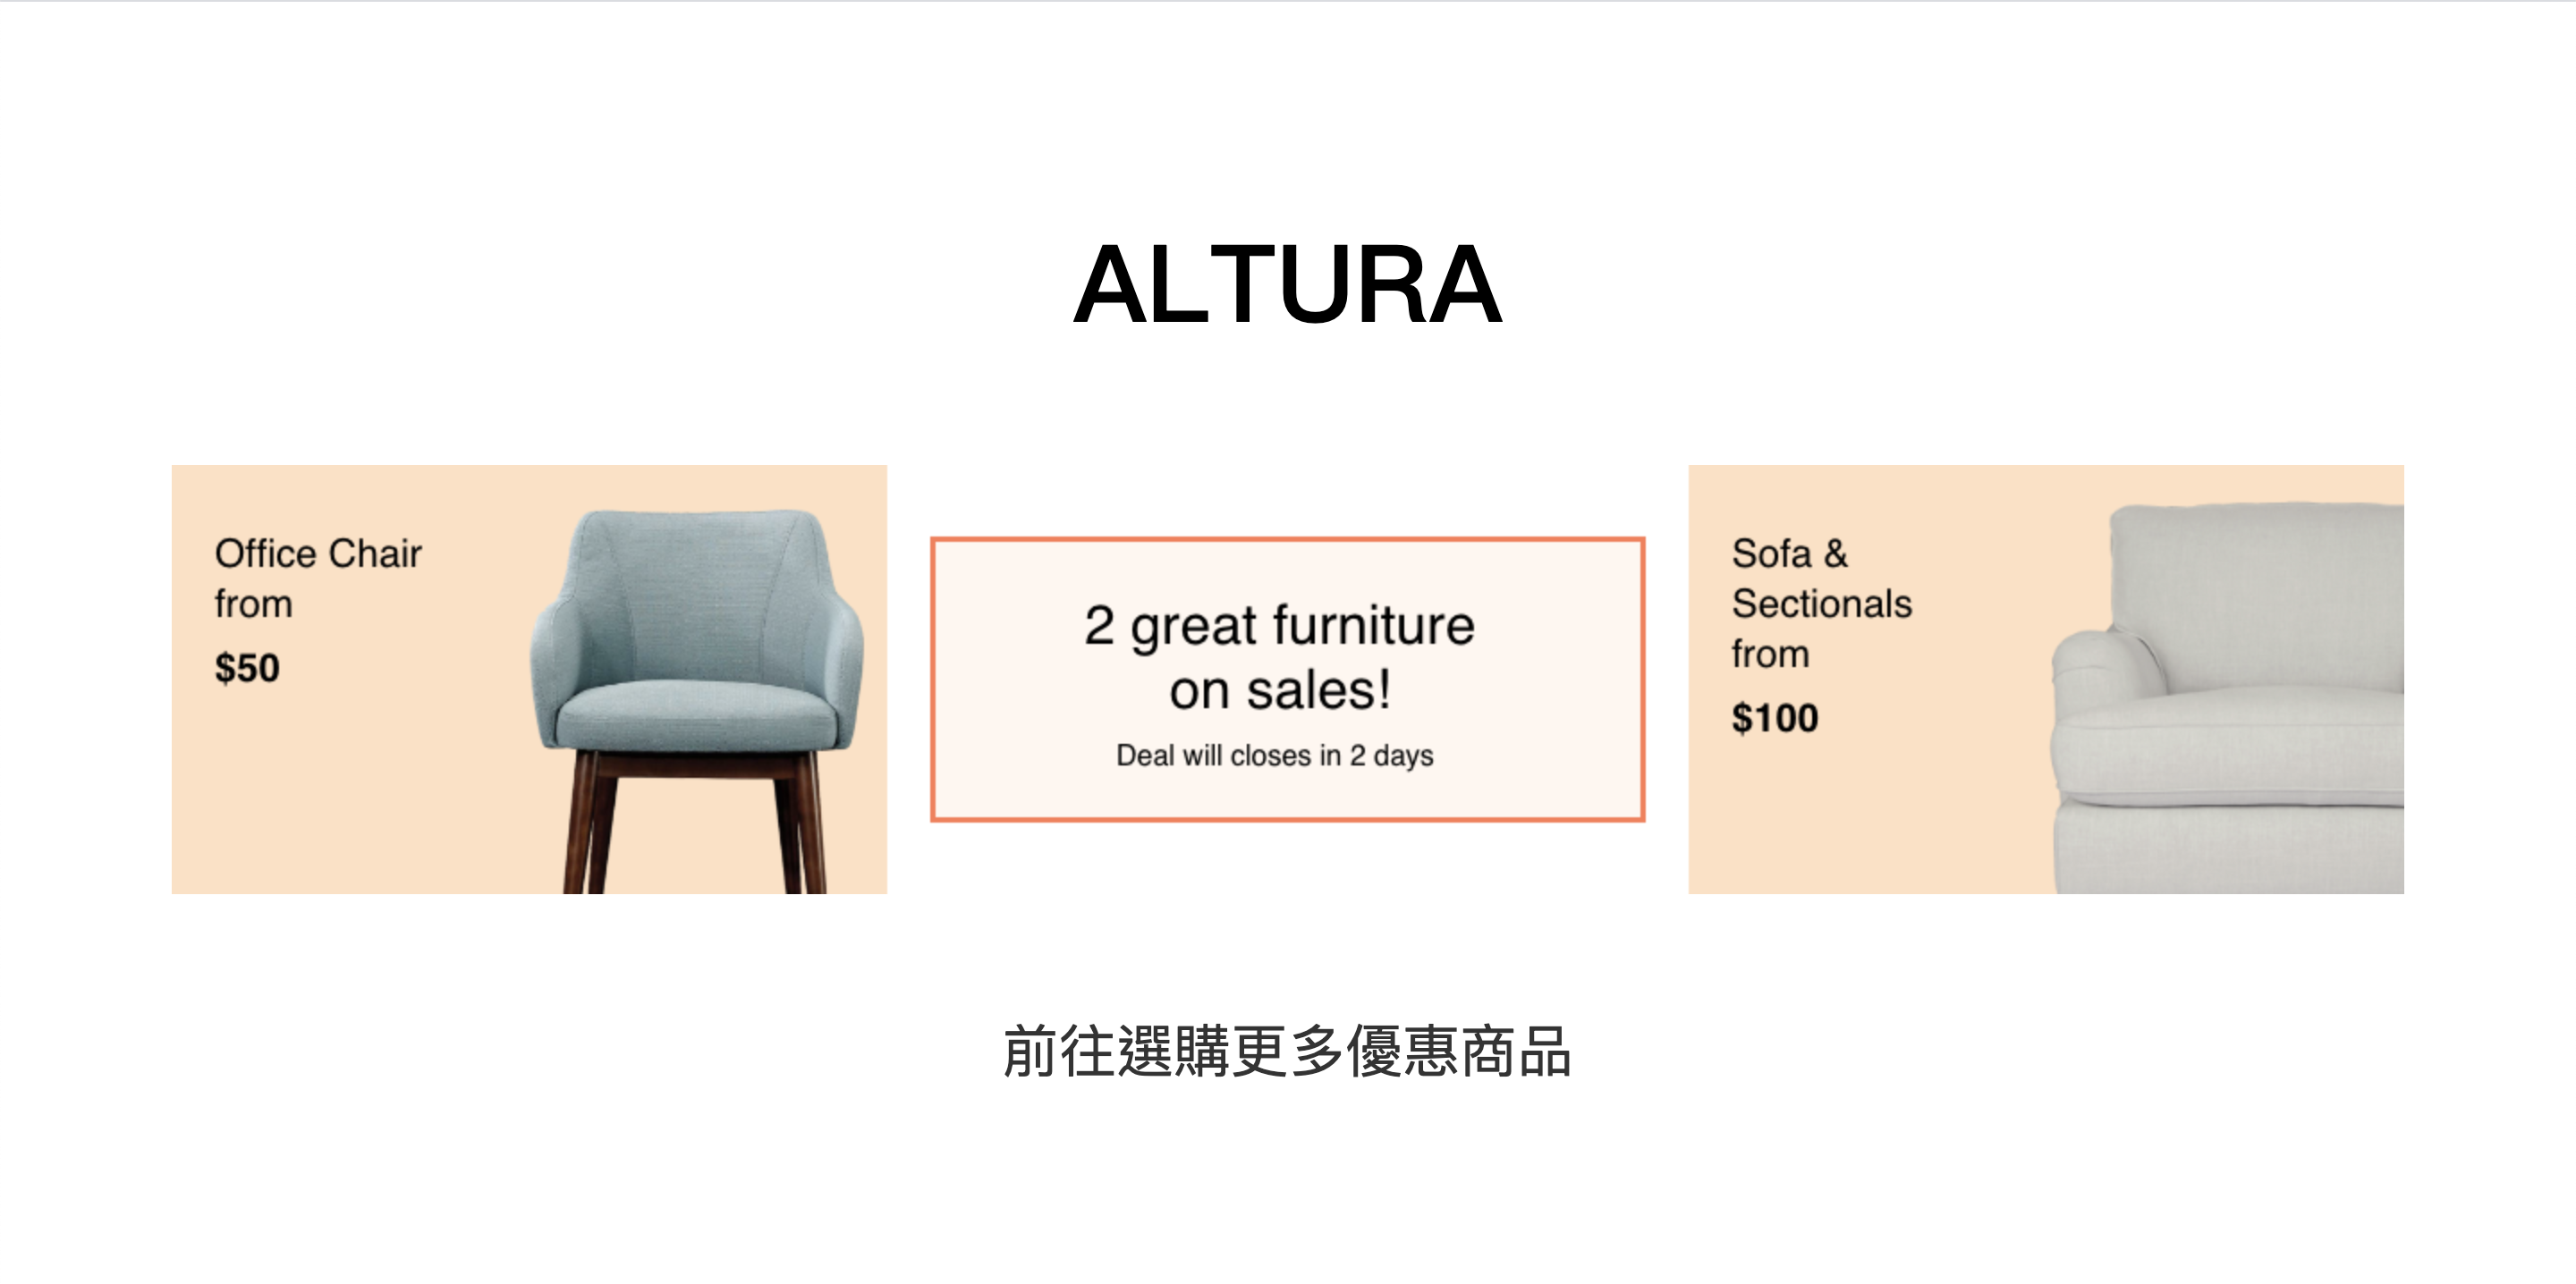 ALTURA
Office Chair
from
$50
2 great furniture
on sales!
Deal will closes in 2 days
Sofa &
Sectionals
from
$100
前往選購更多優惠商品